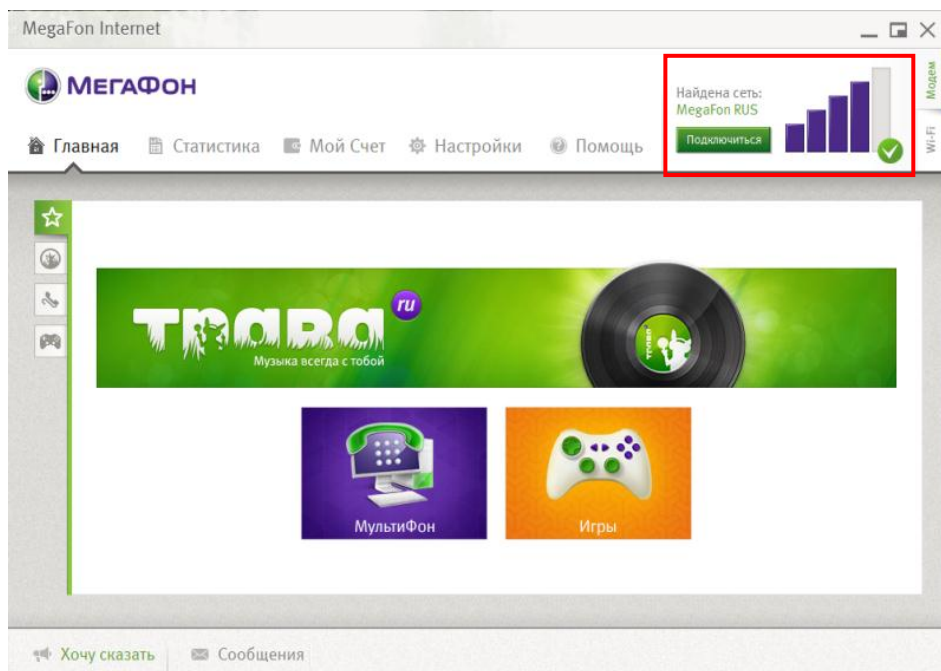 MegaFon Internet
МЕГАФОН
Найдена сеть:
MegaFon RUS
Подключиться
Модем
Wi-Fi
Главная
Статистика
Мой Счет
Настройки
Помощь
трава ru
Музыка всегда с тобой
трава
МультиФон
Игры
Хочу сказать
Сообщения